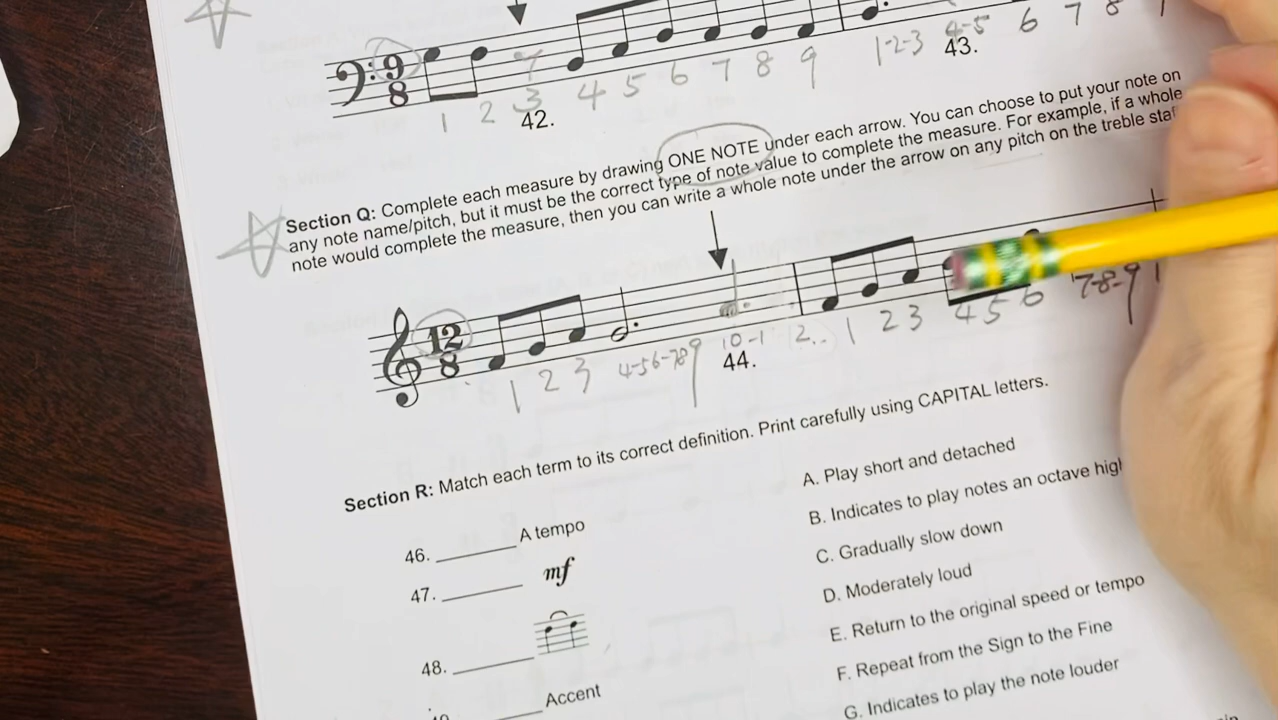 9
8
1 2 3 4 5 6 7 8 9 1-2-3 4-5 6 7 8
42. 43.
Section Q: Complete each measure by drawing ONE NOTE under each arrow. You can choose to put your note on
any note name/pitch, but it must be the correct type of note value to complete the measure. For example, if a whole
note would complete the measure, then you can write a whole note under the arrow on any pitch on the treble
12
8
1 2 3 4-5 6-7 8 9 10-1 12.. 1 2 3 4 5 6 7-8-9
44.
Section R: Match each term to its correct definition. Print carefully using CAPITAL letters.
46. ________ A tempo
47. ________ mf
48. ________
________ Accent
A. Play short and detached
B. Indicates to play notes an octave
C. Gradually slow down
D. Moderately loud
E. Return to the original speed or tempo
F. Repeat from the Sign to the Fine
G. Indicates to play the note louder